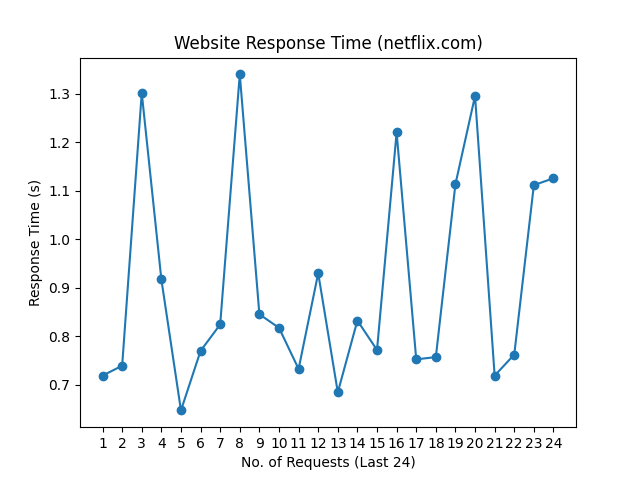 Website Response Time (netflix.com)
Response Time (s)
1.3
1.2
1.1
1.0
0.9
0.8
0.7
1 2 3 4 5 6 7 8 9 10 11 12 13 14 15 16 17 18 19 20 21 22 23 24
No. of Requests (Last 24)